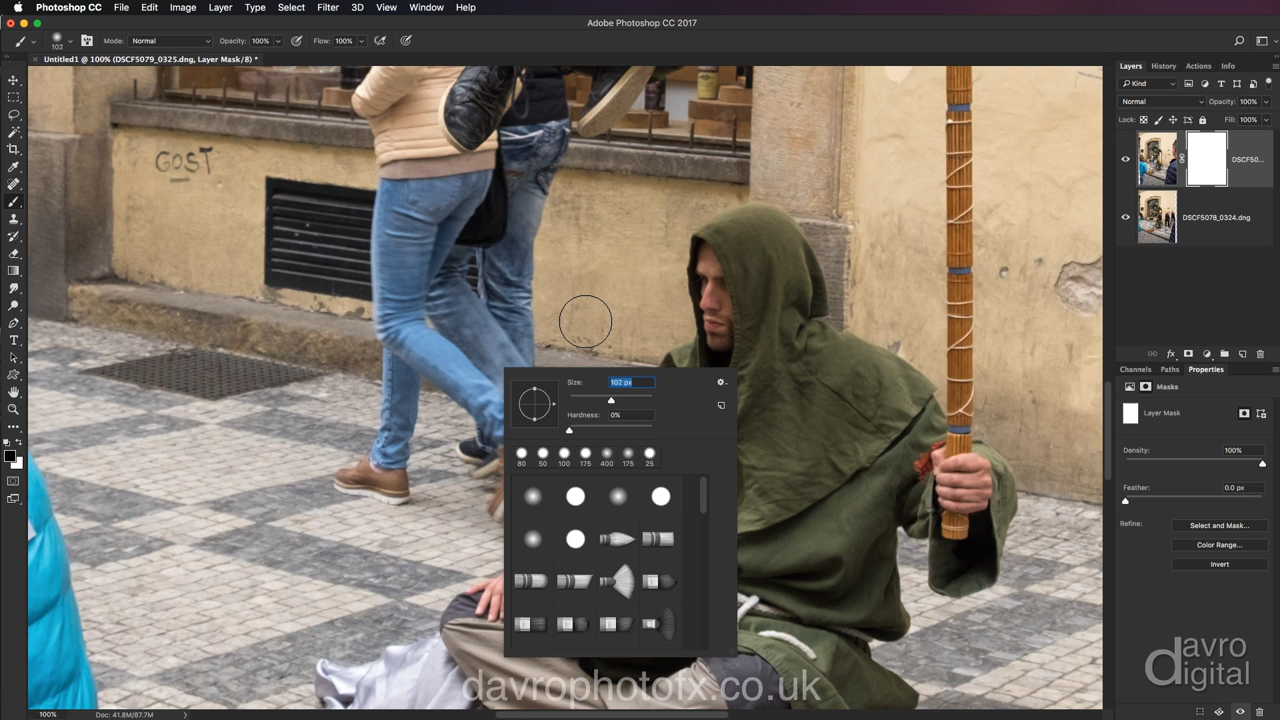 Photoshop CC File Edit Image Layer Type Select Filter 3D View Window Help
Adobe Photoshop CC 2017
102 Mode: Normal Opacity: 100% Flow: 100%
Untitled1 @ 100% (DSCF5079_0325.dng, Layer Mask/8) *
Layers History Actions Info
Kind
Normal Opacity: 100%
Lock: Fill: 100%
DSCF50...
DSCF5078_0324.dng
GOST
Size: 102 px
Hardness: 0%
80 50 100 175 400 175 25
Channels Paths Properties
Masks
Layer Mask
Density: 100%
Feather: 0.0 px
Refine: Select and Mask...
Color Range...
Invert
davro
digital
davrophotofx.co.uk
100% Doc: 41.8M/87.7M